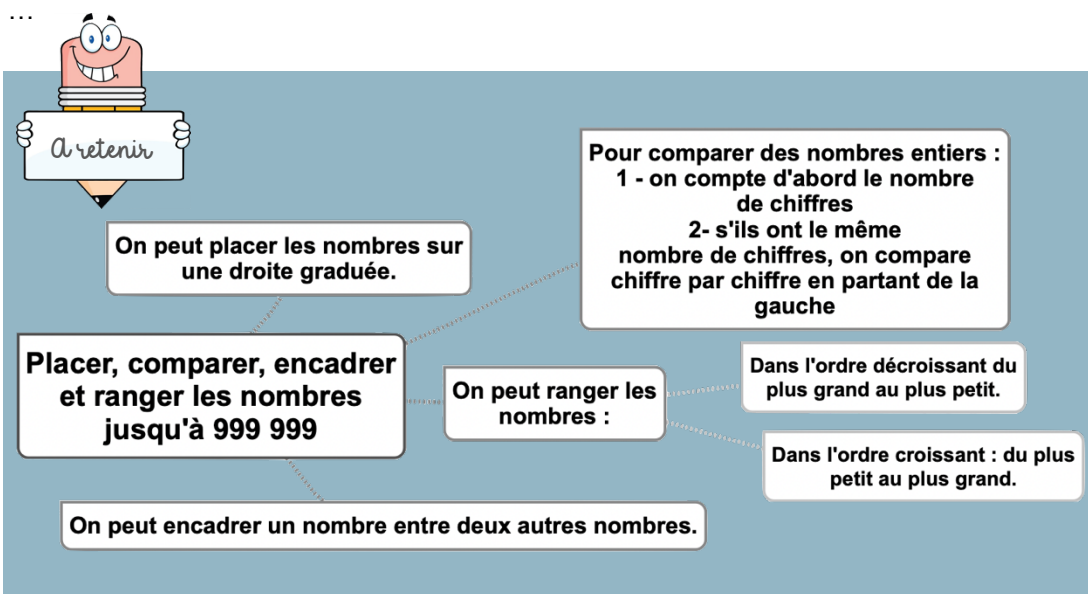 ...
A retenir
Pour comparer des nombres entiers :
1 - on compte d'abord le nombre
de chiffres
2- s'ils ont le même
nombre de chiffres, on compare
chiffre par chiffre en partant de la
gauche
On peut placer les nombres sur
une droite graduée.
Placer, comparer, encadrer
et ranger les nombres
jusqu'à 999 999
On peut ranger les
nombres :
Dans l'ordre décroissant du
plus grand au plus petit.
Dans l'ordre croissant : du plus
petit au plus grand.
On peut encadrer un nombre entre deux autres nombres.